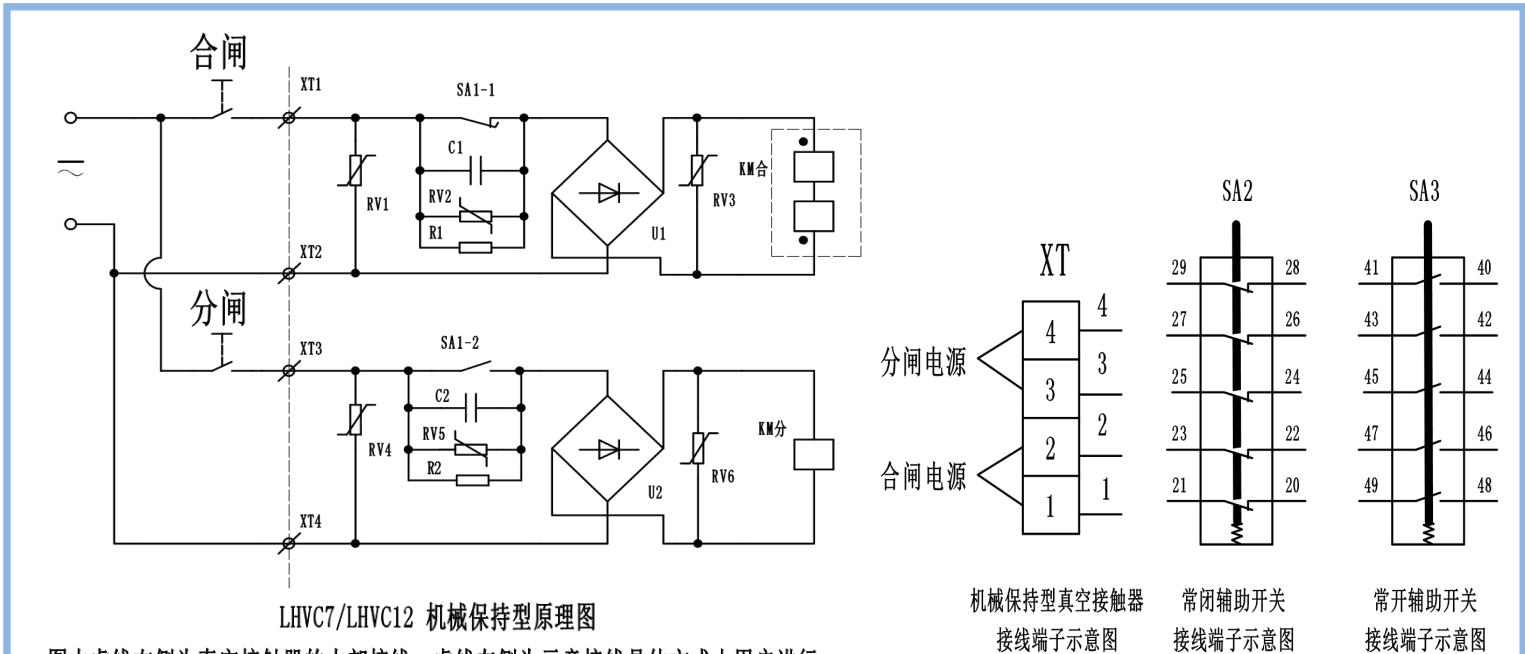 合闸
XT1
SA1-1
C1
RV1
RV2
R1
U1
RV3
KM合
XT2
分闸
XT3
SA1-2
C2
RV4
RV5
R2
U2
RV6
KM分
XT4
LHVC7/LHVC12 机械保持型原理图
XT
4 4
分闸电源
3 3
2 2
合闸电源
1 1
机械保持型真空接触器
接线端子示意图
SA2
29 28
27 26
25 24
23 22
21 20
常闭辅助开关
接线端子示意图
SA3
41 40
43 42
45 44
47 46
49 48
常开辅助开关
接线端子示意图